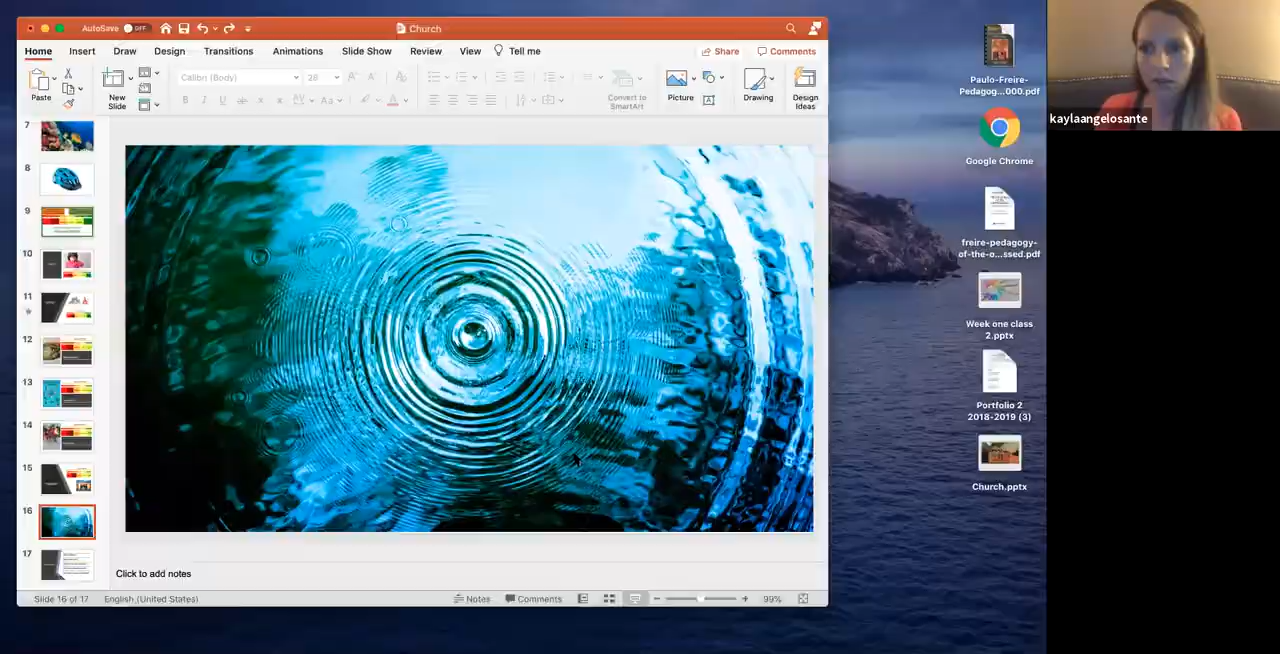 AutoSave OFF
Church
Home Insert Draw Design Transitions Animations Slide Show Review View Tell me
Share Comments
Calibri (Body) 28
Paste
New
Slide
Convert to
SmartArt
Picture
Drawing
Design
Ideas
7
8
9
10
11
12
13
14
15
16
17
Click to add notes
Slide 16 of 17 English (United States)
Notes Comments 99%
Paulo-Freire-
Pedagog...000.pdf
Google Chrome
freire-pedagogy-
of-the-o...ssed.pdf
Week one class
2.pptx
Portfolio 2
2018-2019 (3)
Church.pptx
kaylaangelosante